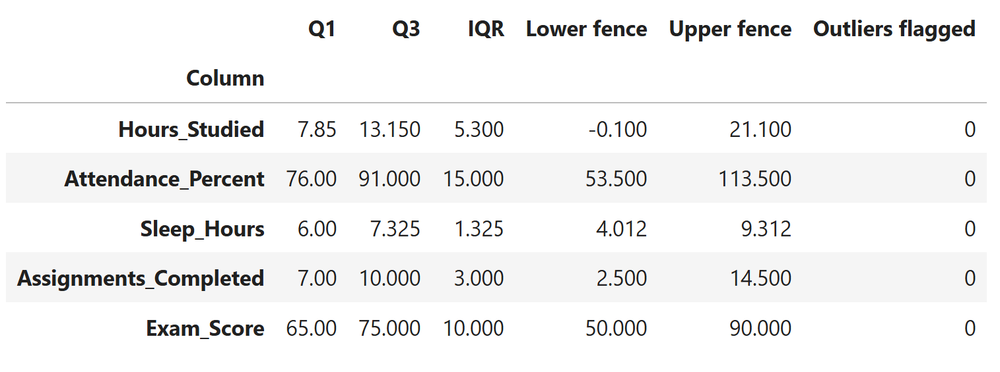 Q1 Q3 IQR Lower fence Upper fence Outliers flagged
Column
Hours_Studied 7.85 13.150 5.300 -0.100 21.100 0
Attendance_Percent 76.00 91.000 15.000 53.500 113.500 0
Sleep_Hours 6.00 7.325 1.325 4.012 9.312 0
Assignments_Completed 7.00 10.000 3.000 2.500 14.500 0
Exam_Score 65.00 75.000 10.000 50.000 90.000 0